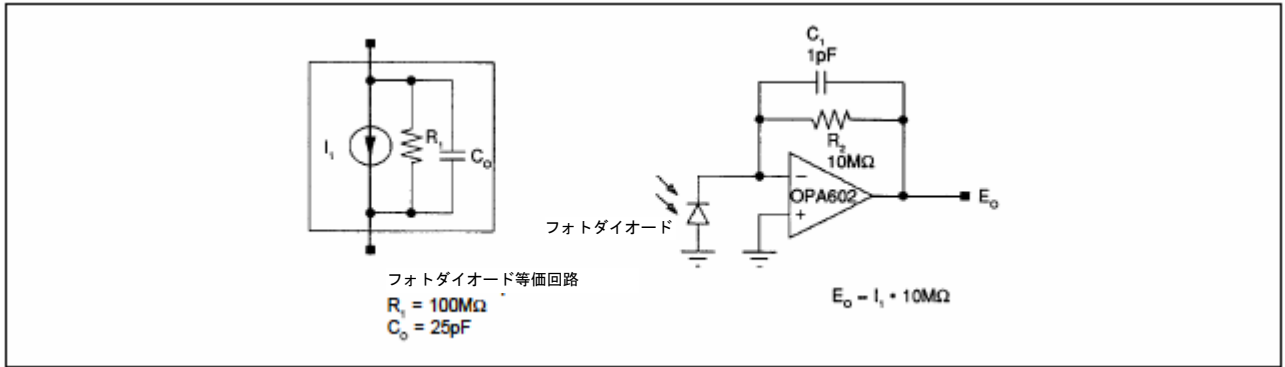 C₁
1pF
I₁
R₁
C₀
R₂
10MΩ
−
OPA602
+
E₀
フォトダイオード
フォトダイオード等価回路
R₁ = 100MΩ
C₀ = 25pF
E₀ – I₁ • 10MΩ